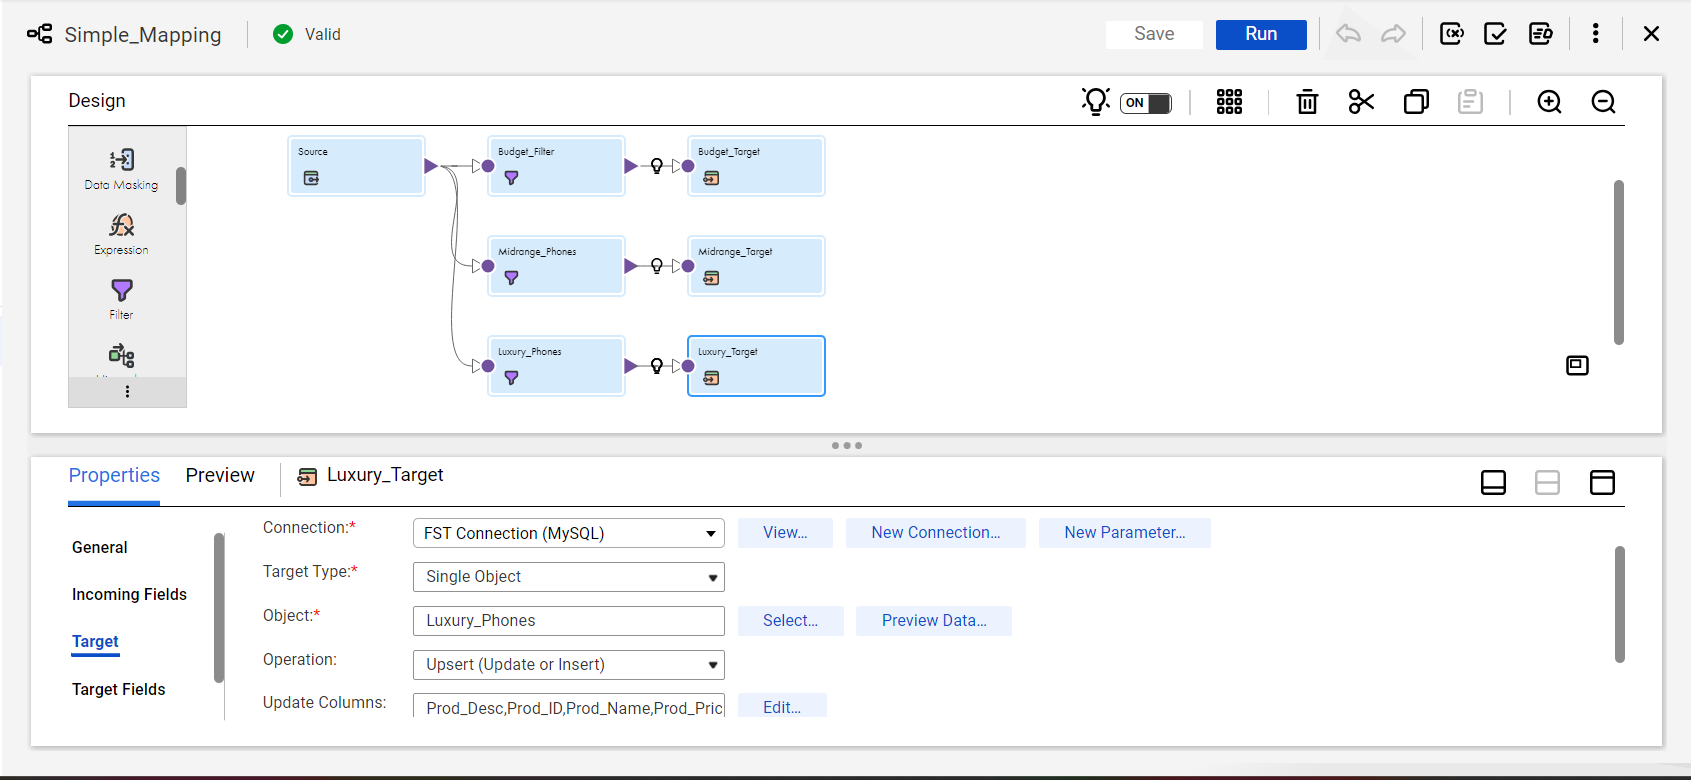 Simple_Mapping
Valid
Save
Run
Design
ON
Data Masking
Expression
Filter
Source
Budget_Filter
Budget_Target
Midrange_Phones
Midrange_Target
Luxury_Phones
Luxury_Target
Properties
Preview
Luxury_Target
General
Incoming Fields
Target
Target Fields
Connection:*
FST Connection (MySQL)
View...
New Connection...
New Parameter...
Target Type:*
Single Object
Object:*
Luxury_Phones
Select...
Preview Data...
Operation:
Upsert (Update or Insert)
Update Columns:
Prod_Desc,Prod_ID,Prod_Name,Prod_Pric
Edit...